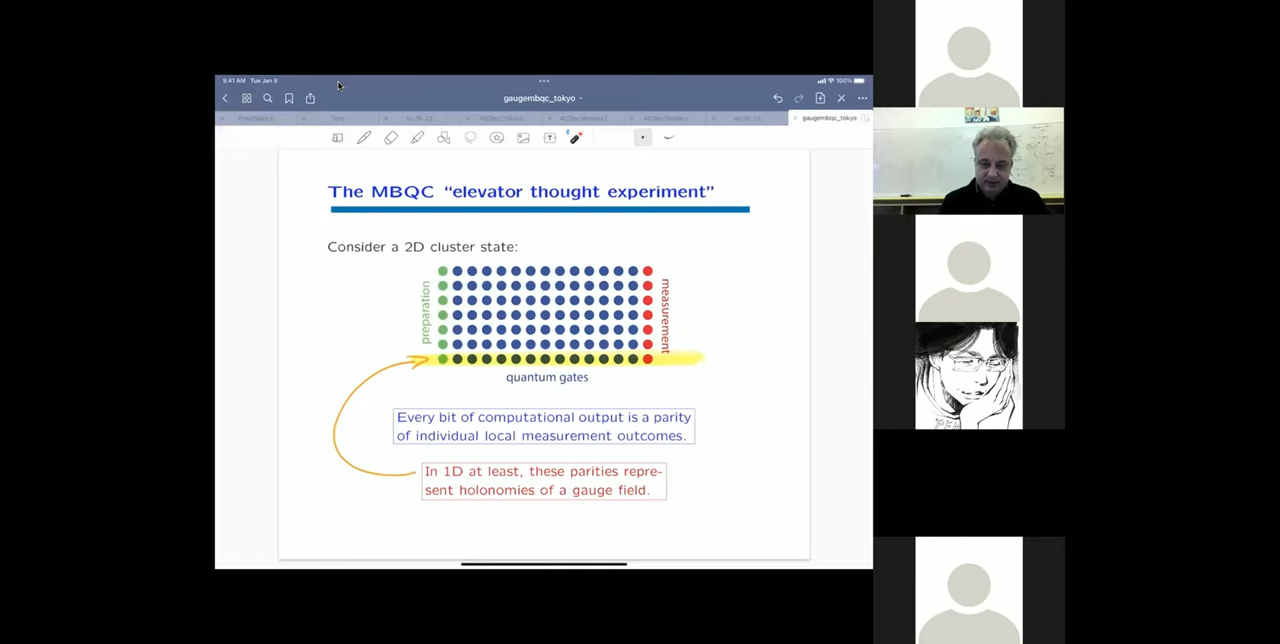 9:41 AM Tue Jan 9
100%
gaugembqc_tokyo
gaugembqc_tokyo
The MBQC “elevator thought experiment”
Consider a 2D cluster state:
preparation
measurement
quantum gates
Every bit of computational output is a parity
of individual local measurement outcomes.
In 1D at least, these parities repre-
sent holonomies of a gauge field.